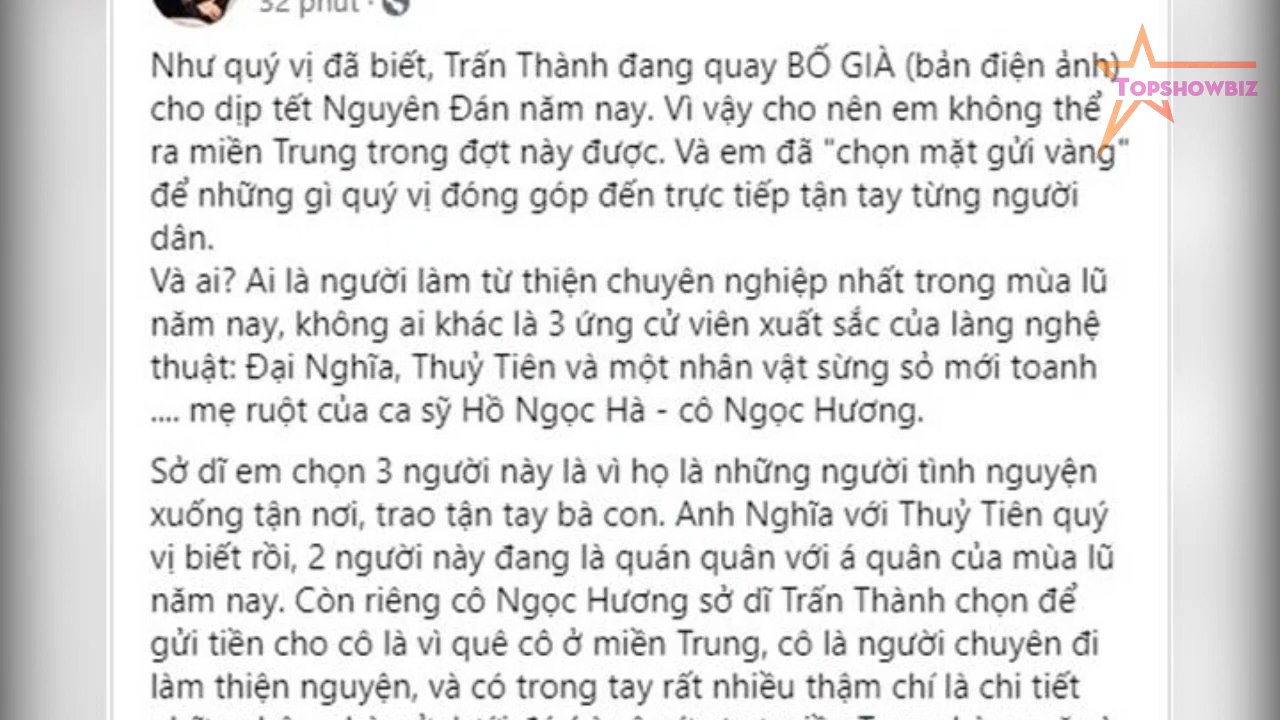 32 phút ·
Như quý vị đã biết, Trấn Thành đang quay BỐ GIÀ (bản điện ảnh)
TOPSHOWBIZ
cho dịp tết Nguyên Đán năm nay. Vì vậy cho nên em không thể
ra miền Trung trong đợt này được. Và em đã "chọn mặt gửi vàng"
để những gì quý vị đóng góp đến trực tiếp tận tay từng người
dân.
Và ai? Ai là người làm từ thiện chuyên nghiệp nhất trong mùa lũ
năm nay, không ai khác là 3 ứng cử viên xuất sắc của làng nghệ
thuật: Đại Nghĩa, Thuỷ Tiên và một nhân vật sừng sỏ mới toanh
.... mẹ ruột của ca sỹ Hồ Ngọc Hà - cô Ngọc Hương.
Sở dĩ em chọn 3 người này là vì họ là những người tình nguyện
xuống tận nơi, trao tận tay bà con. Anh Nghĩa với Thuỷ Tiên quý
vị biết rồi, 2 người này đang là quán quân với á quân của mùa lũ
năm nay. Còn riêng cô Ngọc Hương sở dĩ Trấn Thành chọn để
gửi tiền cho cô là vì quê cô ở miền Trung, cô là người chuyên đi
làm thiện nguyện, và có trong tay rất nhiều thậm chí là chi tiết